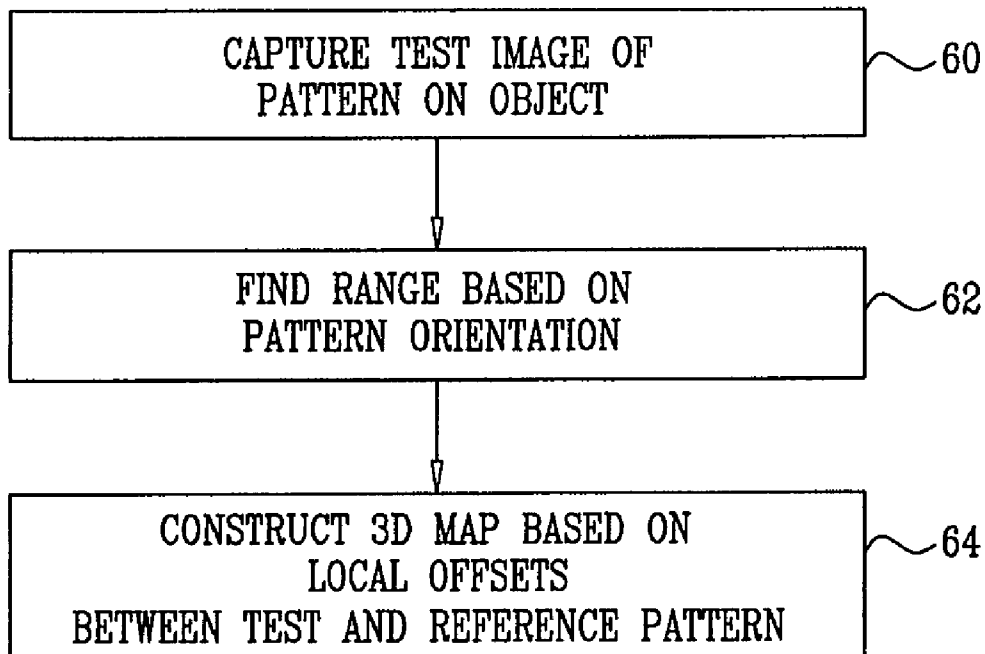 CAPTURE TEST IMAGE OF
PATTERN ON OBJECT
60
FIND RANGE BASED ON
PATTERN ORIENTATION
62
CONSTRUCT 3D MAP BASED ON
LOCAL OFFSETS
BETWEEN TEST AND REFERENCE PATTERN
64